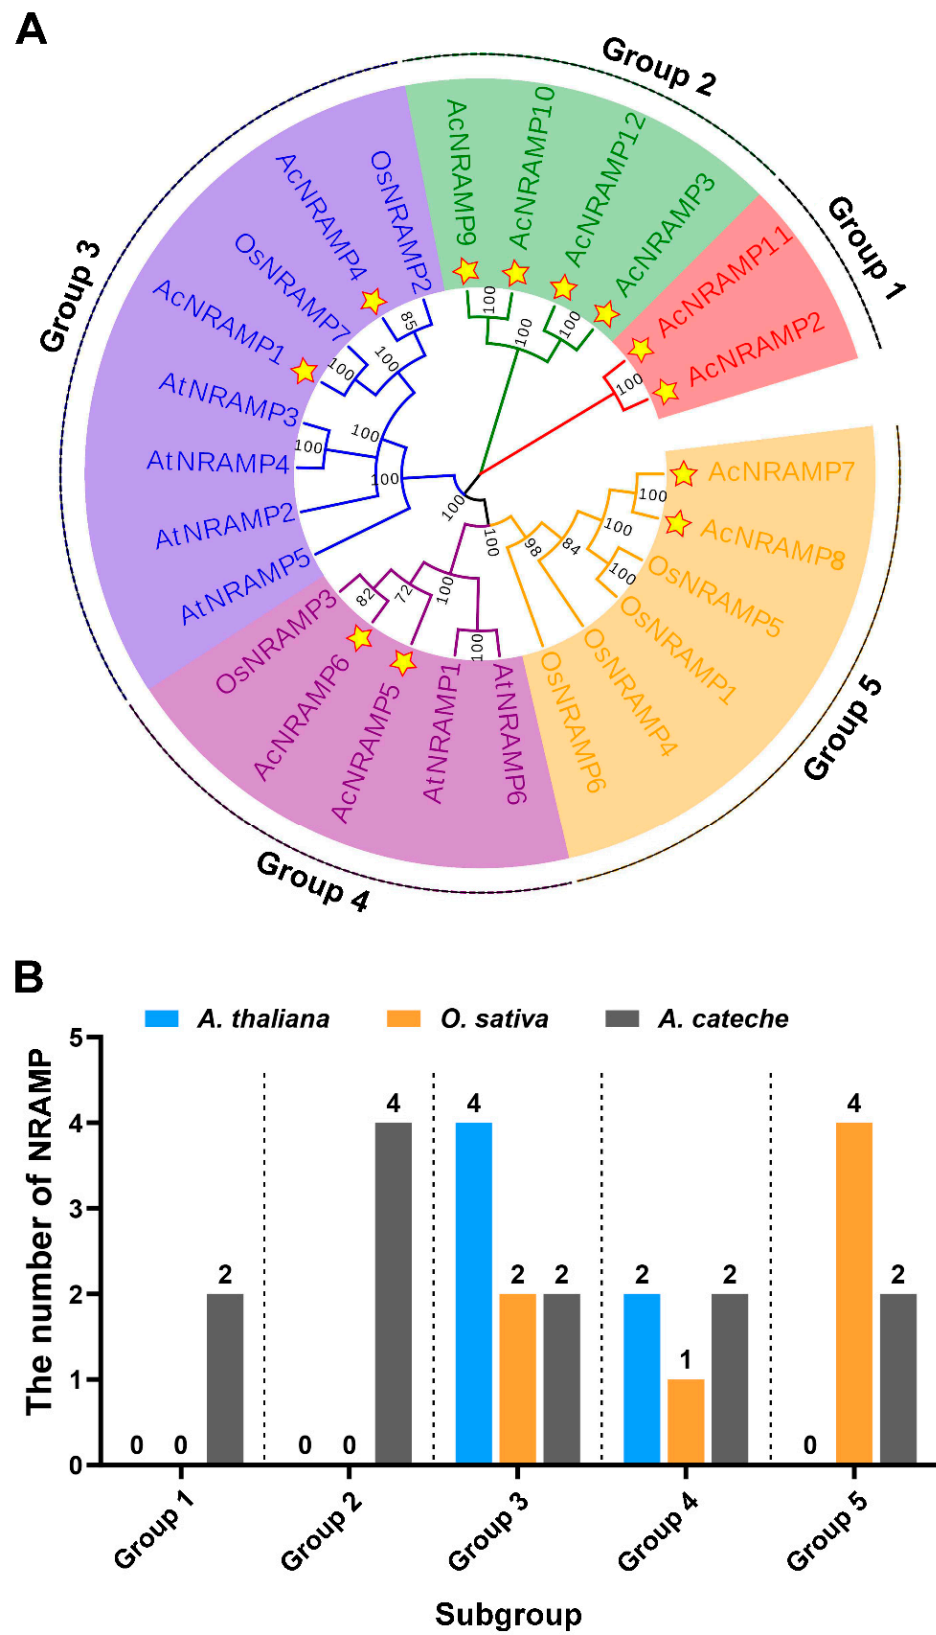 A
Group 2
Group 1
Group 3
Group 4
Group 5
OsNRAMP2
AcNRAMP4
OsNRAMP7
AcNRAMP1
AtNRAMP3
AtNRAMP4
AtNRAMP2
AtNRAMP5
OsNRAMP3
AcNRAMP6
AcNRAMP5
AtNRAMP1
AtNRAMP6
OsNRAMP6
OsNRAMP4
OsNRAMP1
OsNRAMP5
AcNRAMP8
AcNRAMP7
AcNRAMP2
AcNRAMP11
AcNRAMP3
AcNRAMP12
AcNRAMP10
AcNRAMP9
100
100
100
100
85
100
100
100
100
100
100
100
82
72
100
100
98
84
100
100
100
B
A. thaliana O. sativa A. cateche
The number of NRAMP
5
4
3
2
1
0
0 0 2
0 0 4
4 2 2
2 1 2
0 4 2
Group 1 Group 2 Group 3 Group 4 Group 5
Subgroup